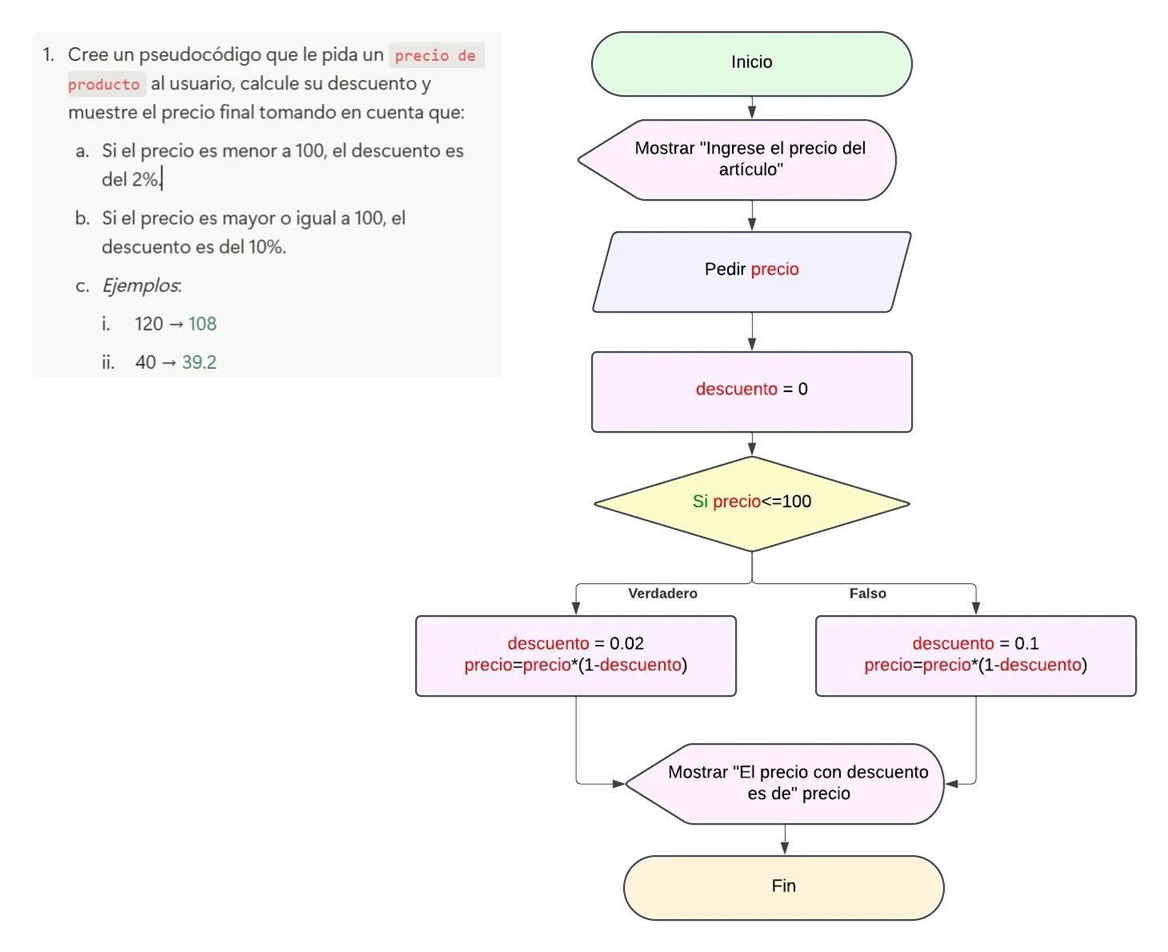 1. Cree un pseudocódigo que le pida un precio de
producto al usuario, calcule su descuento y
muestre el precio final tomando en cuenta que:
a. Si el precio es menor a 100, el descuento es
del 2%.
b. Si el precio es mayor o igual a 100, el
descuento es del 10%.
c. Ejemplos:
i. 120 → 108
ii. 40 → 39.2
Inicio
Mostrar "Ingrese el precio del
artículo"
Pedir precio
descuento = 0
Si precio<=100
Verdadero
Falso
descuento = 0.02
precio=precio*(1-descuento)
descuento = 0.1
precio=precio*(1-descuento)
Mostrar "El precio con descuento
es de" precio
Fin